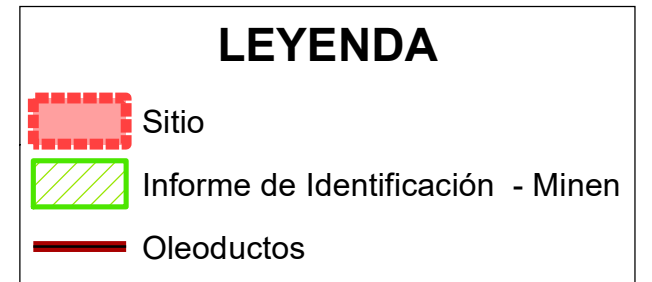 LEYENDA
Sitio
Informe de Identificación - Minen
Oleoductos